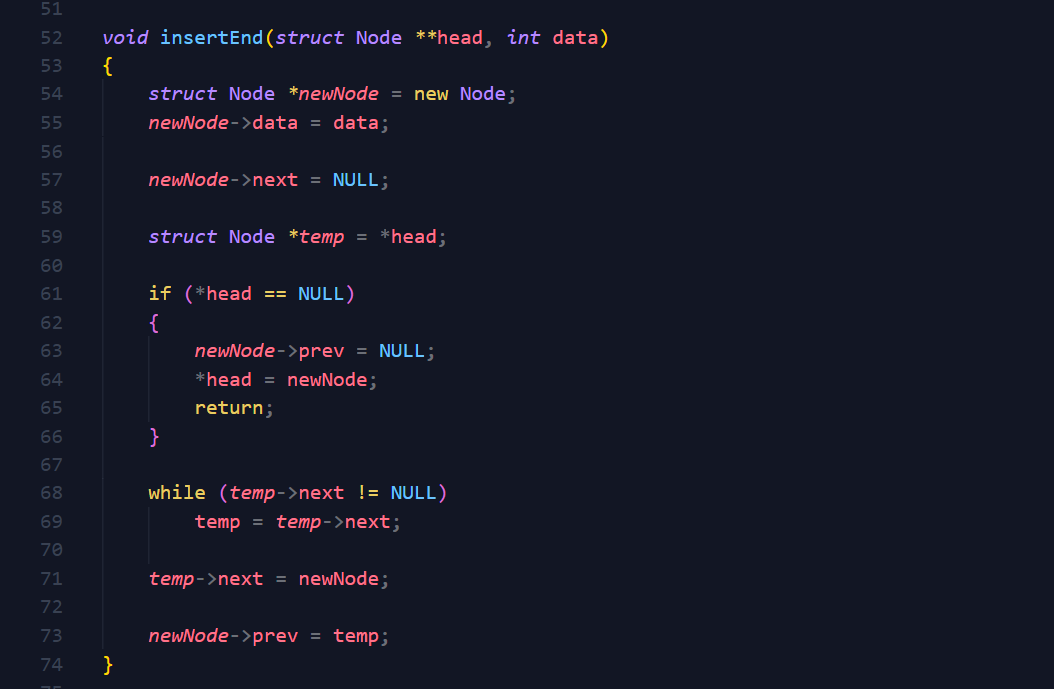 51
52 void insertEnd(struct Node **head, int data)
53 {
54     struct Node *newNode = new Node;
55     newNode->data = data;
56
57     newNode->next = NULL;
58
59     struct Node *temp = *head;
60
61     if (*head == NULL)
62     {
63         newNode->prev = NULL;
64         *head = newNode;
65         return;
66     }
67
68     while (temp->next != NULL)
69         temp = temp->next;
70
71     temp->next = newNode;
72
73     newNode->prev = temp;
74 }